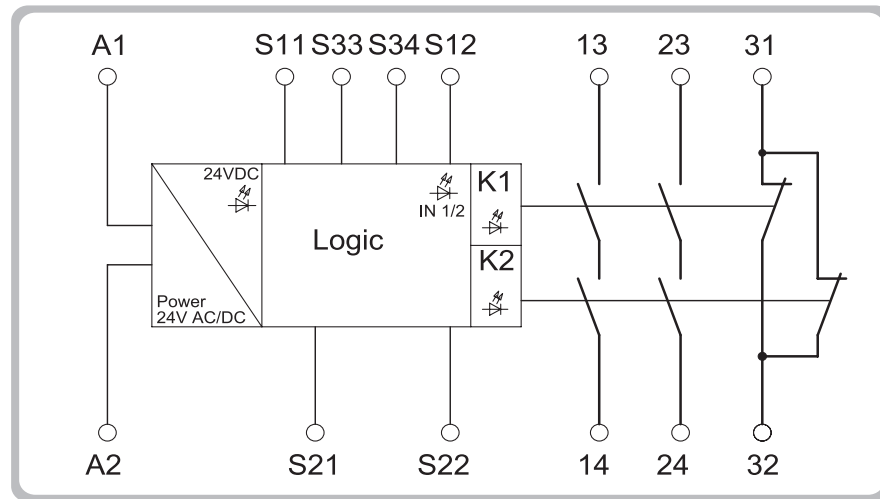 A1 S11 S33 S34 S12 13 23 31
24VDC
K1
IN 1/2
Logic
K2
Power
24V AC/DC
A2 S21 S22 14 24 32